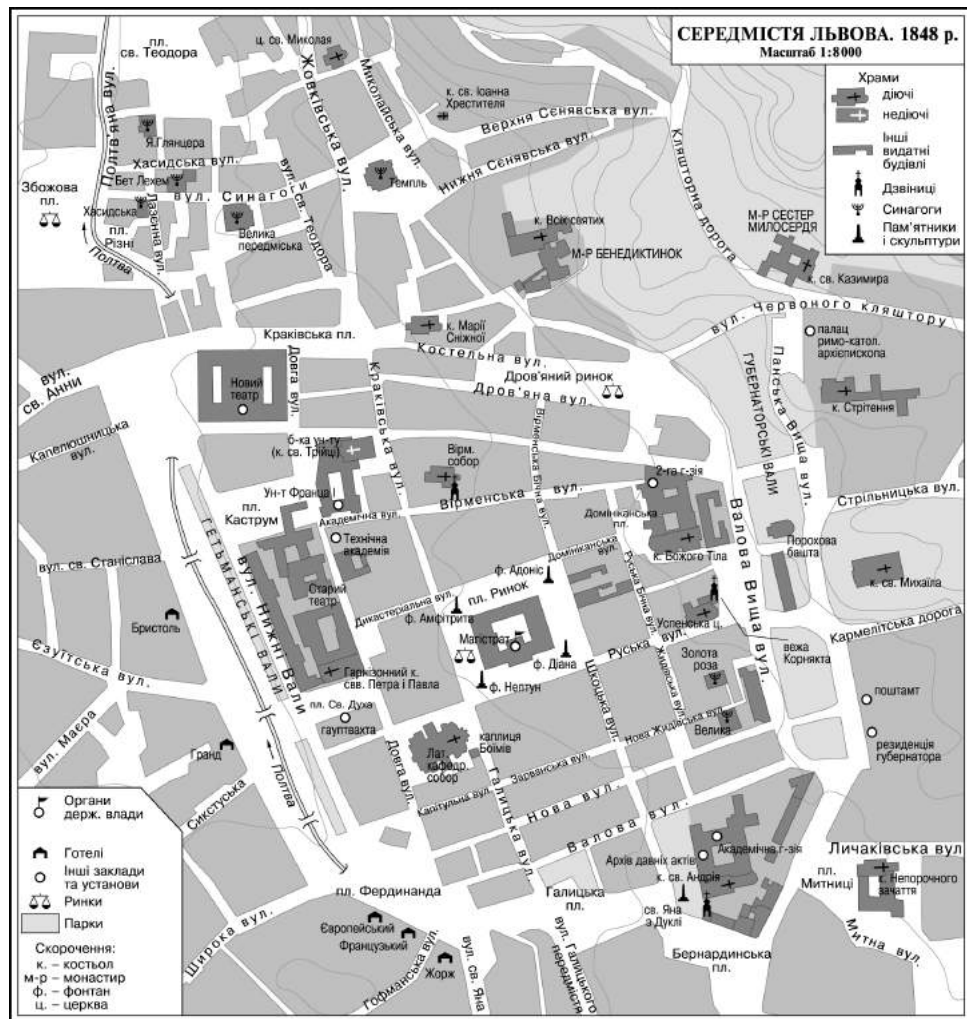 СЕРЕДМІСТЯ ЛЬВОВА. 1848 р.
Масштаб 1:8000
Храми
діючі
недіючі
Інші
видатні
будівлі
Дзвіниці
Синагоги
Пам'ятники
і скульптури
пл.
св. Теодора
ц. св. Миколая
Жовківська вул.
Миколаївська вул.
к. св. Іоанна
Хрестителя
Верхня Сєнявська вул.
Нижня Сєнявська вул.
Кляшторна дорога
Полтв'яна вул.
Я.Глянцера
Хасидська вул.
Бет Лехем
вул. Синагоги
вул. св. Теодора
Темпль
Збожова
пл.
Хасидська
Лазєнна вул.
пл.
Різні
Полтва
Велика
передміська
к. Всіх святих
М-Р БЕНЕДИКТИНОК
М-Р СЕСТЕР
МИЛОСЕРДЯ
к. св. Казимира
вул. Червоного кляштору
Краківська пл.
к. Марії
Сніжної
Костельна вул.
Дров'яний ринок
Дров'яна вул.
палац
римо-катол.
архієпископа
ГУБЕРНАТОРСЬКІ ВАЛИ
Панська Вища вул.
к. Стрітення
вул.
св. Анни
Новий
театр
Довга вул.
Краківська вул.
Вірменська Бічна вул.
Капелюшницька
вул.
б-ка ун-ту
(к. св. Трійці)
Вірм.
собор
2-га г-зія
Ун-т Франца І
Вірменська вул.
Стрільницька вул.
пл.
Каструм
Академічна вул.
Технічна
академія
Домініканська
пл.
Порохова
башта
ГЕТЬМАНСЬКІ ВАЛИ
вул. Нижні Вали
вул. св. Станіслава
Старий
театр
Домініканська
вул.
к. Божого Тіла
Валова Вища вул.
к. св. Михаїла
Бристоль
ф. Адоніс
пл. Ринок
Дикастеріальна вул.
ф. Амфітрита
Руська Бічна вул.
Успенська ц.
Кармелітська дорога
Єзуїтська вул.
Магістрат
ф. Діана
Руська вул.
вежа
Корнякта
Гарнізонний к.
свв. Петра і Павла
ф. Нептун
Шкоцька вул.
Жидівська вул.
Золота
роза
поштамт
пл. Св. Духа
гауптвахта
вул. Маєра
Гранд
Полтва
Лат.
кафедр.
собор
каплиця
Боїмів
Нова Жидівська вул.
Велика
резиденція
губернатора
Довга вул.
Зарванська вул.
Капітульна вул.
Галицька вул.
Нова вул.
Валова вул.
Сикстуська
Органи
держ. влади
Готелі
Інші заклади
та установи
Ринки
Парки
Скорочення:
к. – костьол
м-р – монастир
ф. – фонтан
ц. – церква
Академічна г-зія
Архів давніх актів
к. св. Андрія
Личаківська вул.
пл.
Митниці
к. Непорочного
зачаття
Митна вул.
пл. Фердинанда
Галицька
пл.
св. Яна
з Дуклі
Бернардинська
пл.
Широка вул.
Європейський
Французький
Жорж
Гофманська вул.
вул. св. Яна
вул. Галицького
передмістя